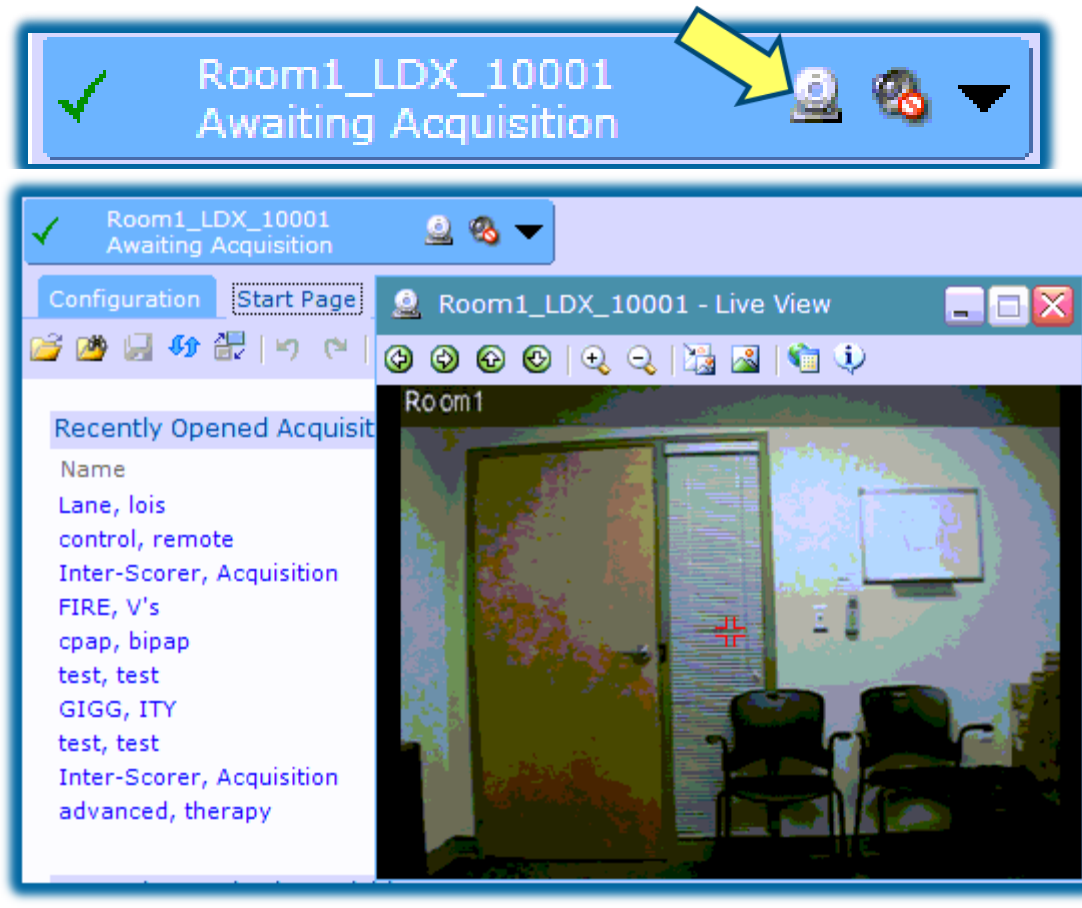 Room1_LDX_10001
Awaiting Acquisition
Room1_LDX_10001
Awaiting Acquisition
Configuration
Start Page
Room1_LDX_10001 - Live View
Room1
Recently Opened Acquisit
Name
Lane, lois
control, remote
Inter-Scorer, Acquisition
FIRE, V's
cpap, bipap
test, test
GIGG, ITY
test, test
Inter-Scorer, Acquisition
advanced, therapy